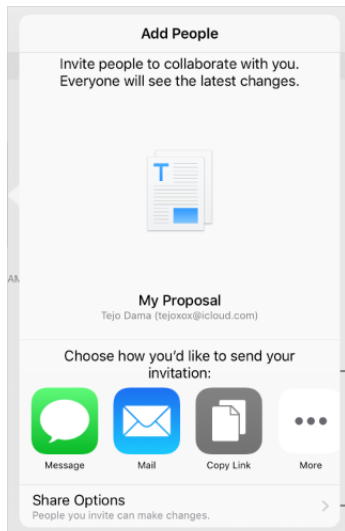 Add People
Invite people to collaborate with you.
Everyone will see the latest changes.
T
AM
My Proposal
Tejo Dama (tejoxox@icloud.com)
Choose how you'd like to send your
invitation:
Message
Mail
Copy Link
More
Share Options
People you invite can make changes.